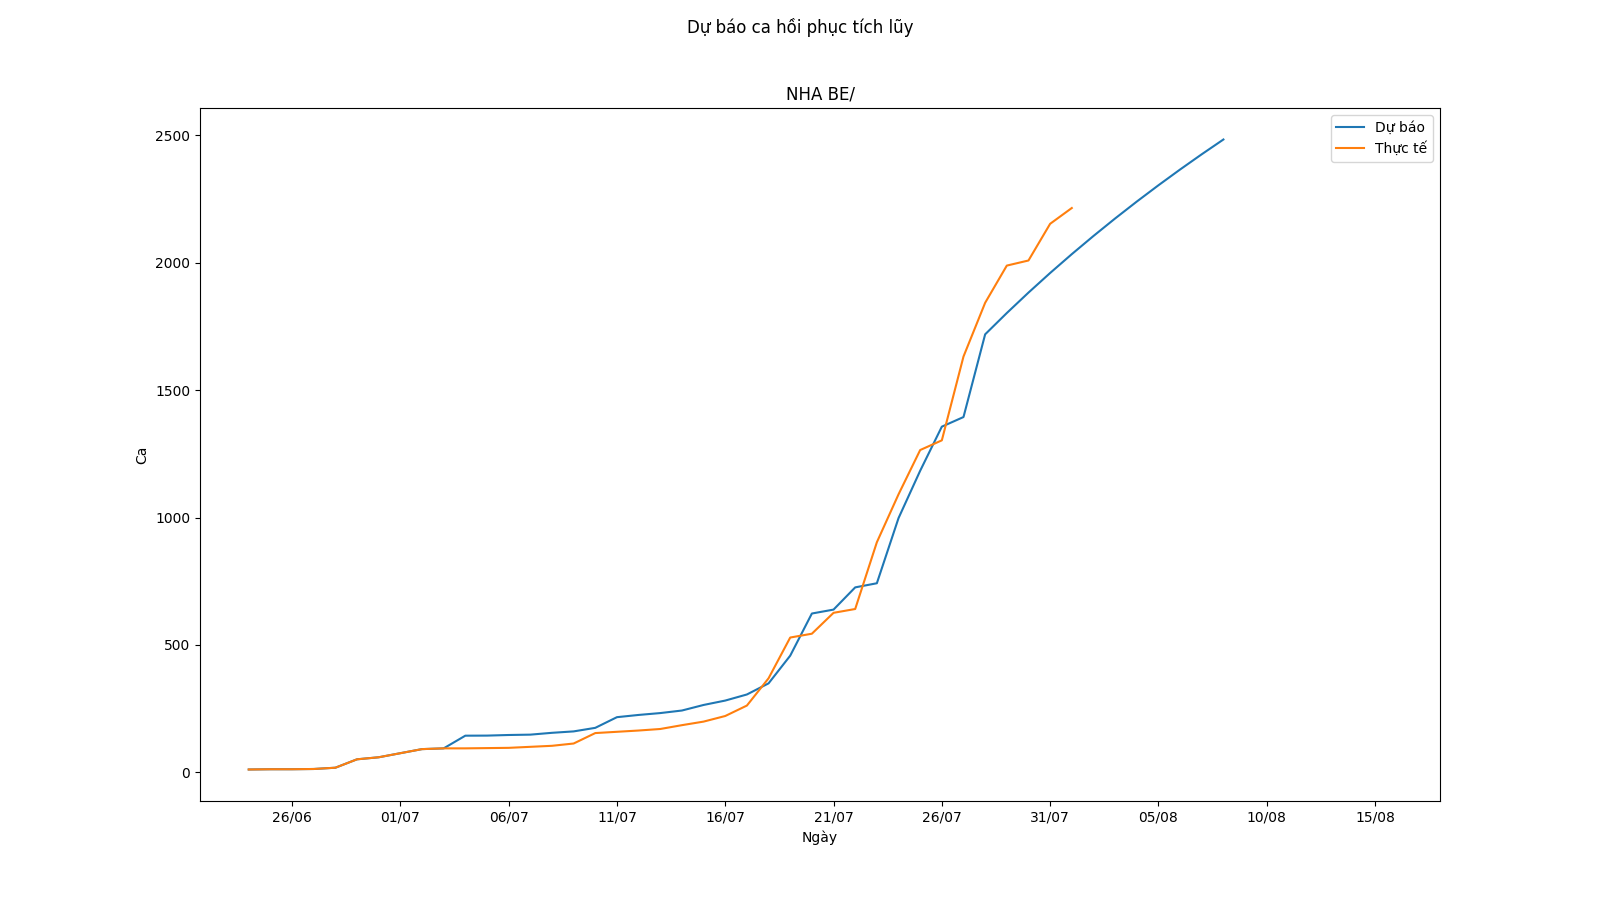 Dự báo ca hồi phục tích lũy
NHA BE/
Dự báo
Thực tế
2500
2000
1500
1000
500
0
Ca
26/06 01/07 06/07 11/07 16/07 21/07 26/07 31/07 05/08 10/08 15/08
Ngày